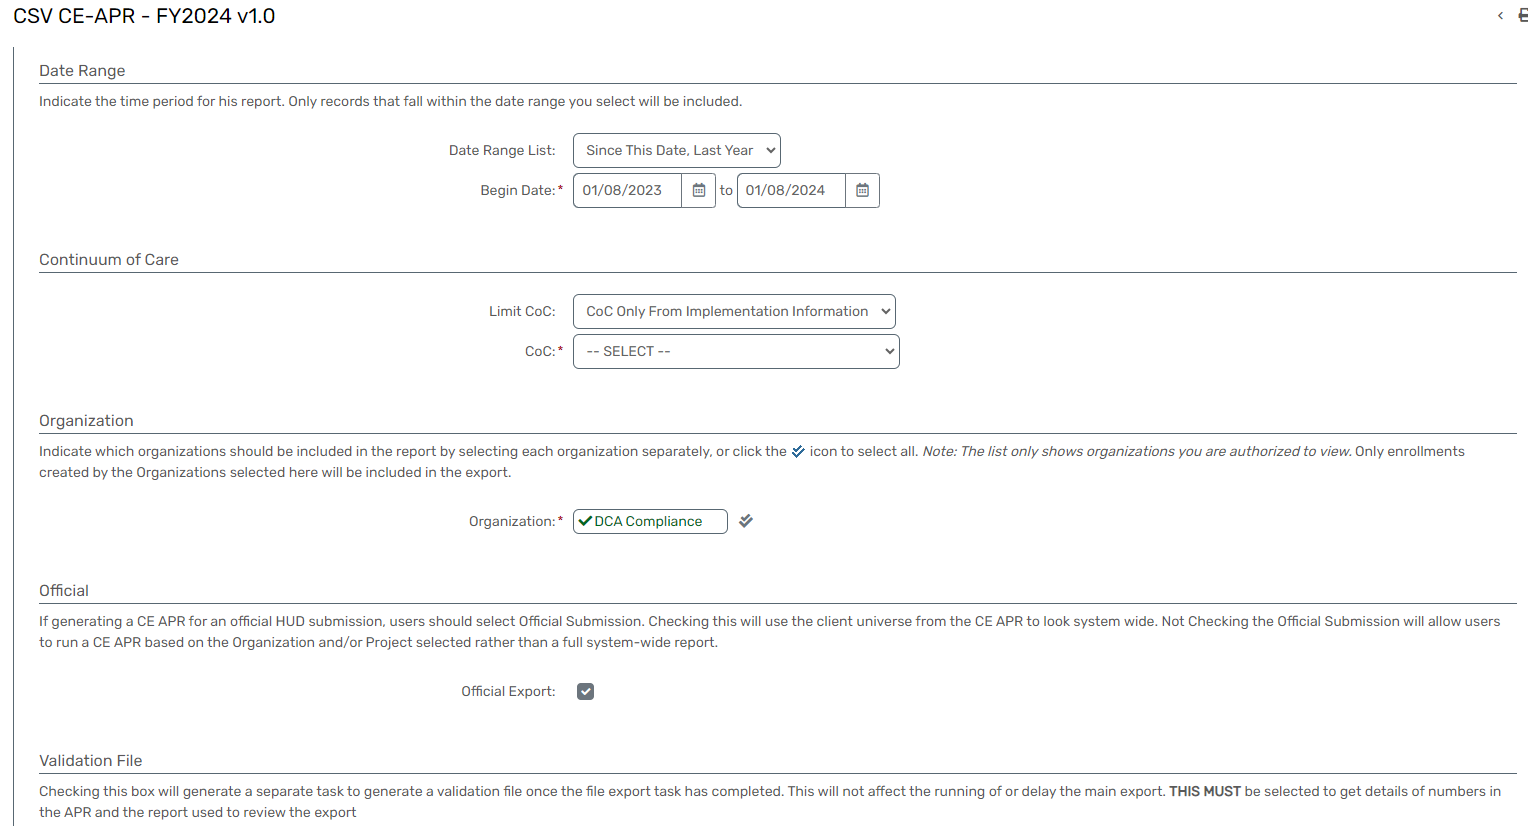 CSV CE-APR - FY2024 v1.0
Date Range
Indicate the time period for his report. Only records that fall within the date range you select will be included.
Date Range List: Since This Date, Last Year
Begin Date:* 01/08/2023 to 01/08/2024
Continuum of Care
Limit CoC: CoC Only From Implementation Information
CoC:* -- SELECT --
Organization
Indicate which organizations should be included in the report by selecting each organization separately, or click the icon to select all. Note: The list only shows organizations you are authorized to view. Only enrollments
created by the Organizations selected here will be included in the export.
Organization:* DCA Compliance
Official
If generating a CE APR for an official HUD submission, users should select Official Submission. Checking this will use the client universe from the CE APR to look system wide. Not Checking the Official Submission will allow users
to run a CE APR based on the Organization and/or Project selected rather than a full system-wide report.
Official Export:
Validation File
Checking this box will generate a separate task to generate a validation file once the file export task has completed. This will not affect the running of or delay the main export. THIS MUST be selected to get details of numbers in
the APR and the report used to review the export